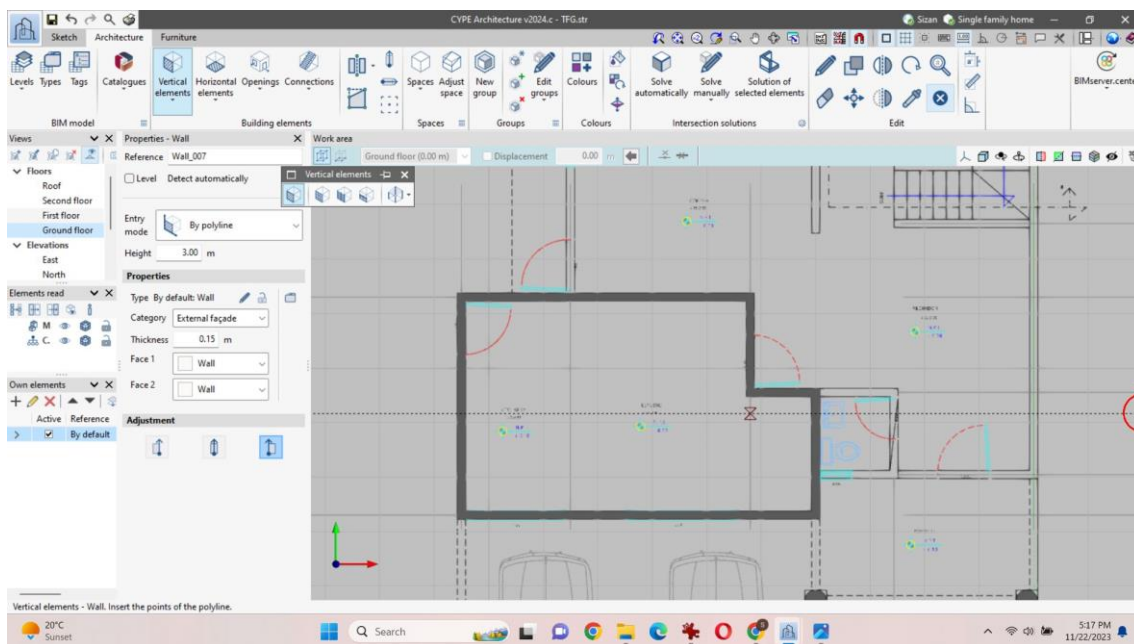 CYPE Architecture v2024.c - TFG.str
Sizan
Single family home
Sketch
Architecture
Furniture
Levels
Types
Tags
Catalogues
Vertical elements
Horizontal elements
Openings
Connections
Spaces
Adjust space
New group
Edit groups
Colours
Solve automatically
Solve manually
Solution of selected elements
BIMserver.center
BIM model
Building elements
Spaces
Groups
Colours
Intersection solutions
Edit
Views
Properties - Wall
Work area
Reference Wall_007
Ground floor (0.00 m)
Displacement 0.00 m
Level Detect automatically
Vertical elements
Floors
Roof
Second floor
First floor
Ground floor
Elevations
East
North
Entry mode By polyline
Height 3.00 m
Properties
Type By default: Wall
Category External façade
Thickness 0.15 m
Face 1 Wall
Face 2 Wall
Adjustment
Elements read
M
C.
Own elements
Active Reference
By default
Vertical elements - Wall. Insert the points of the polyline.
20°C
Sunset
Search
5:17 PM
11/22/2023